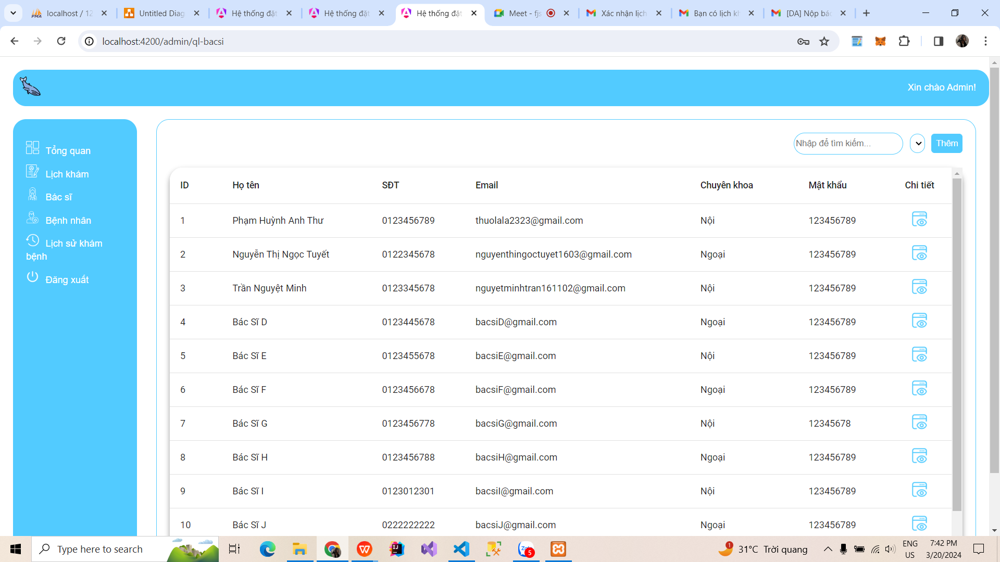 localhost / 12
Untitled Diag
Hệ thống đặt
Hệ thống đặt
Hệ thống đặt
Meet - fjs
Xác nhận lịch
Bạn có lịch kh
[DA] Nộp báo
localhost:4200/admin/ql-bacsi
Xin chào Admin!
Tổng quan
Lịch khám
Bác sĩ
Bệnh nhân
Lịch sử khám
bệnh
Đăng xuất
Nhập để tìm kiếm...
Thêm
ID Họ tên SĐT Email Chuyên khoa Mật khẩu Chi tiết
1 Phạm Huỳnh Anh Thư 0123456789 thuolala2323@gmail.com Nội 123456789
2 Nguyễn Thị Ngọc Tuyết 0122345678 nguyenthingoctuyet1603@gmail.com Ngoại 123456789
3 Trần Nguyệt Minh 0123345678 nguyetminhtran161102@gmail.com Nội 123456789
4 Bác Sĩ D 0123445678 bacsiD@gmail.com Ngoại 123456789
5 Bác Sĩ E 0123455678 bacsiE@gmail.com Nội 123456789
6 Bác Sĩ F 0123456678 bacsiF@gmail.com Ngoại 123456789
7 Bác Sĩ G 0123456778 bacsiG@gmail.com Nội 12345678
8 Bác Sĩ H 0123456788 bacsiH@gmail.com Ngoại 123456789
9 Bác Sĩ I 0123012301 bacsiI@gmail.com Nội 123456789
10 Bác Sĩ J 0222222222 bacsiJ@gmail.com Ngoại 123456789
Type here to search
5
1
31°C Trời quang
ENG
US
7:42 PM
3/20/2024